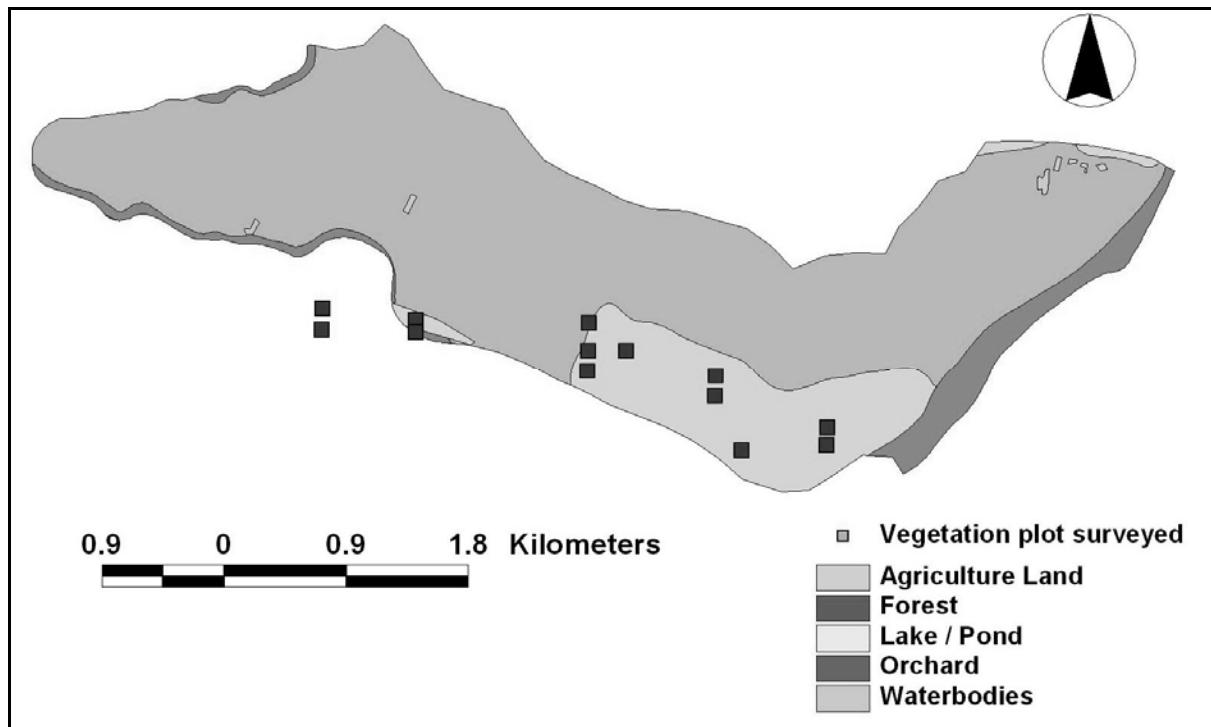 0.9 0 0.9 1.8 Kilometers
Vegetation plot surveyed
Agriculture Land
Forest
Lake / Pond
Orchard
Waterbodies